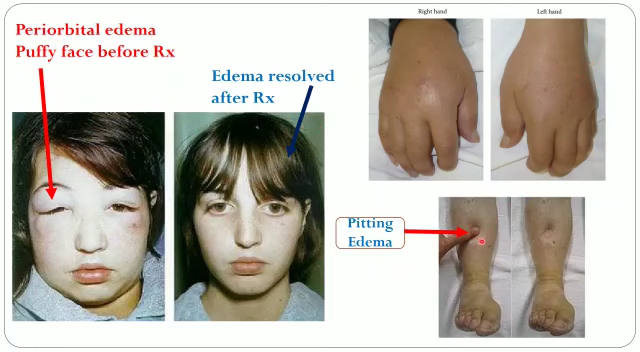 Periorbital edema
Puffy face before Rx
Edema resolved
after Rx
Right hand
Left hand
Pitting
Edema